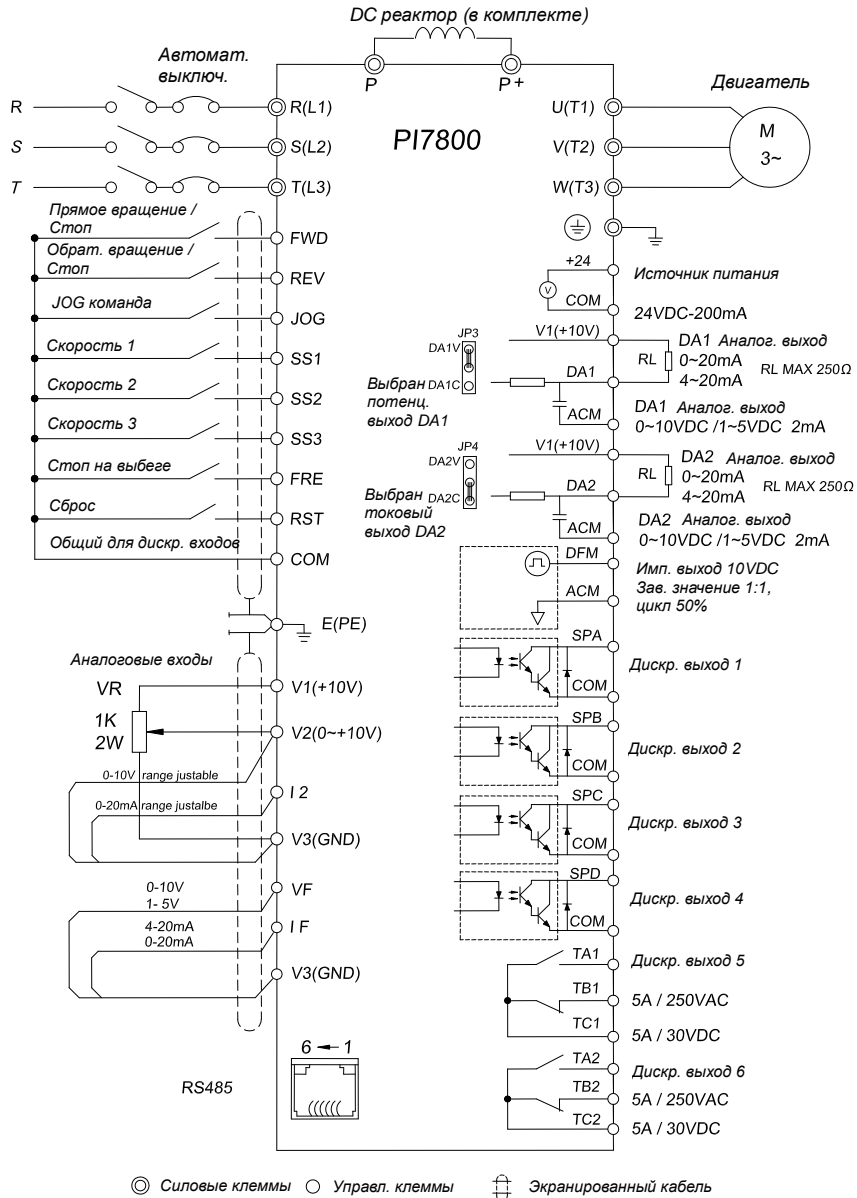 DC реактор (в комплекте)
Автомат.
выключ.
P
P+
Двигатель
R
R(L1)
U(T1)
S
S(L2)
PI7800
V(T2)
M
3~
T
T(L3)
W(T3)
Прямое вращение /
Стоп
FWD
Обрат. вращение /
Стоп
REV
JOG команда
JOG
Скорость 1
SS1
Скорость 2
SS2
Скорость 3
SS3
Стоп на выбеге
FRE
Сброс
RST
Общий для дискр. входов
COM
E(PE)
Аналоговые входы
VR
V1(+10V)
1K
2W
V2(0~+10V)
0-10V range justable
I 2
0-20mA range justalbe
V3(GND)
0-10V
1- 5V
VF
4-20mA
0-20mA
I F
V3(GND)
6
1
RS485
+24
V
COM
Источник питания
24VDC-200mA
JP3
DA1V
DA1C
Выбран
потенц.
выход DA1
V1(+10V)
DA1
ACM
RL
DA1 Аналог. выход
0~20mA
4~20mA
RL MAX 250Ω
DA1 Аналог. выход
0~10VDC /1~5VDC 2mA
JP4
DA2V
DA2C
Выбран
токовый
выход DA2
V1(+10V)
DA2
ACM
RL
DA2 Аналог. выход
0~20mA
4~20mA
RL MAX 250Ω
DA2 Аналог. выход
0~10VDC /1~5VDC 2mA
DFM
ACM
Имп. выход 10VDC
Зав. значение 1:1,
цикл 50%
SPA
COM
Дискр. выход 1
SPB
COM
Дискр. выход 2
SPC
COM
Дискр. выход 3
SPD
COM
Дискр. выход 4
TA1
Дискр. выход 5
TB1
5A / 250VAC
TC1
5A / 30VDC
TA2
Дискр. выход 6
TB2
5A / 250VAC
TC2
5A / 30VDC
Силовые клеммы
Управл. клеммы
Экранированный кабель